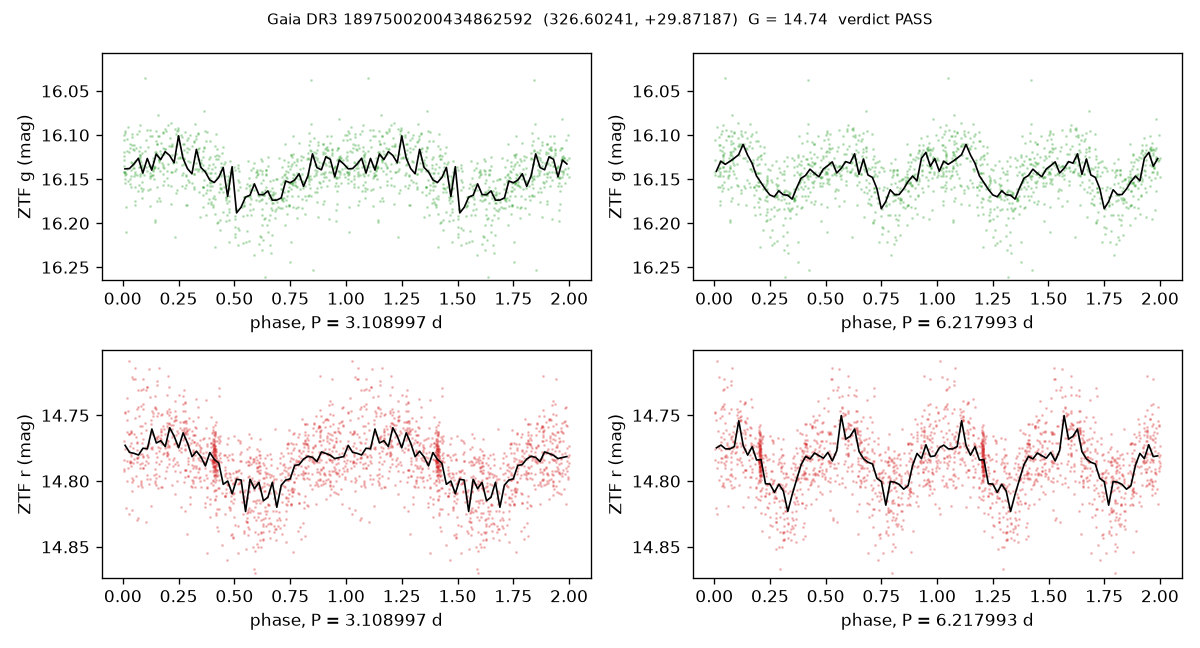 Gaia DR3 1897500200434862592 (326.60241, +29.87187) G = 14.74 verdict PASS
ZTF g (mag)
16.05
16.10
16.15
16.20
16.25
0.00 0.25 0.50 0.75 1.00 1.25 1.50 1.75 2.00
phase, P = 3.108997 d
ZTF g (mag)
16.05
16.10
16.15
16.20
16.25
0.00 0.25 0.50 0.75 1.00 1.25 1.50 1.75 2.00
phase, P = 6.217993 d
ZTF r (mag)
14.75
14.80
14.85
0.00 0.25 0.50 0.75 1.00 1.25 1.50 1.75 2.00
phase, P = 3.108997 d
ZTF r (mag)
14.75
14.80
14.85
0.00 0.25 0.50 0.75 1.00 1.25 1.50 1.75 2.00
phase, P = 6.217993 d